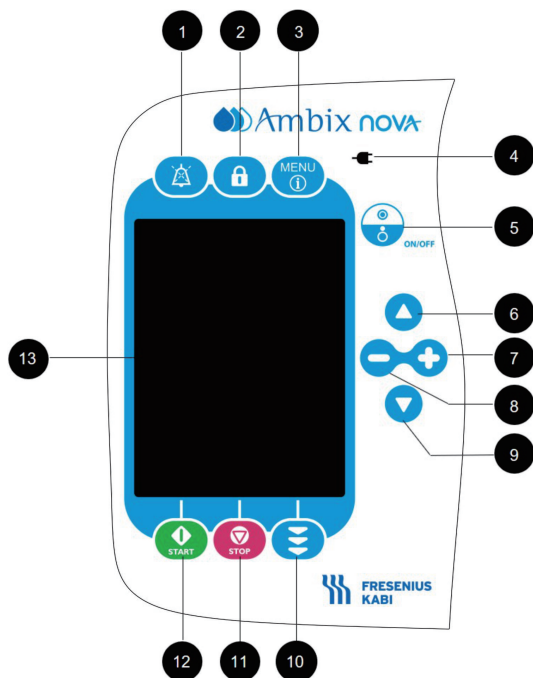 1
2
3
Ambix nova
4
MENU
i
5
ON/OFF
6
13
7
8
9
START
STOP
FRESENIUS
KABI
12
11
10